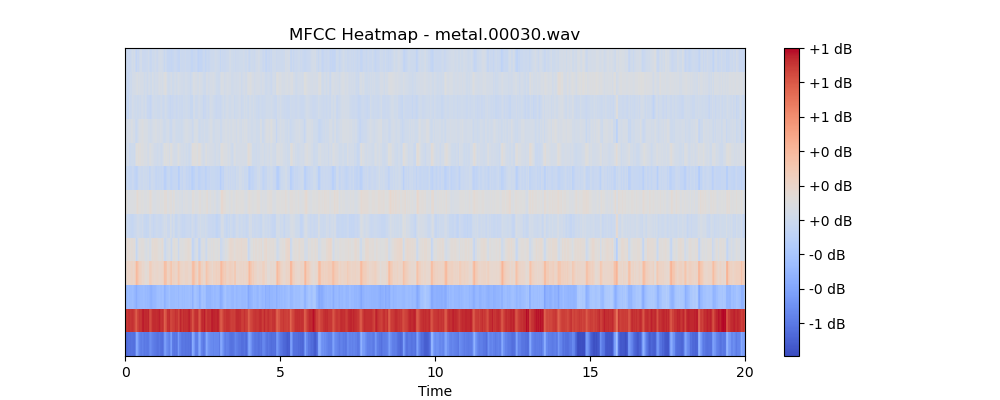 MFCC Heatmap - metal.00030.wav
+1 dB
+1 dB
+1 dB
+0 dB
+0 dB
+0 dB
-0 dB
-0 dB
-1 dB
0
5
10
15
20
Time